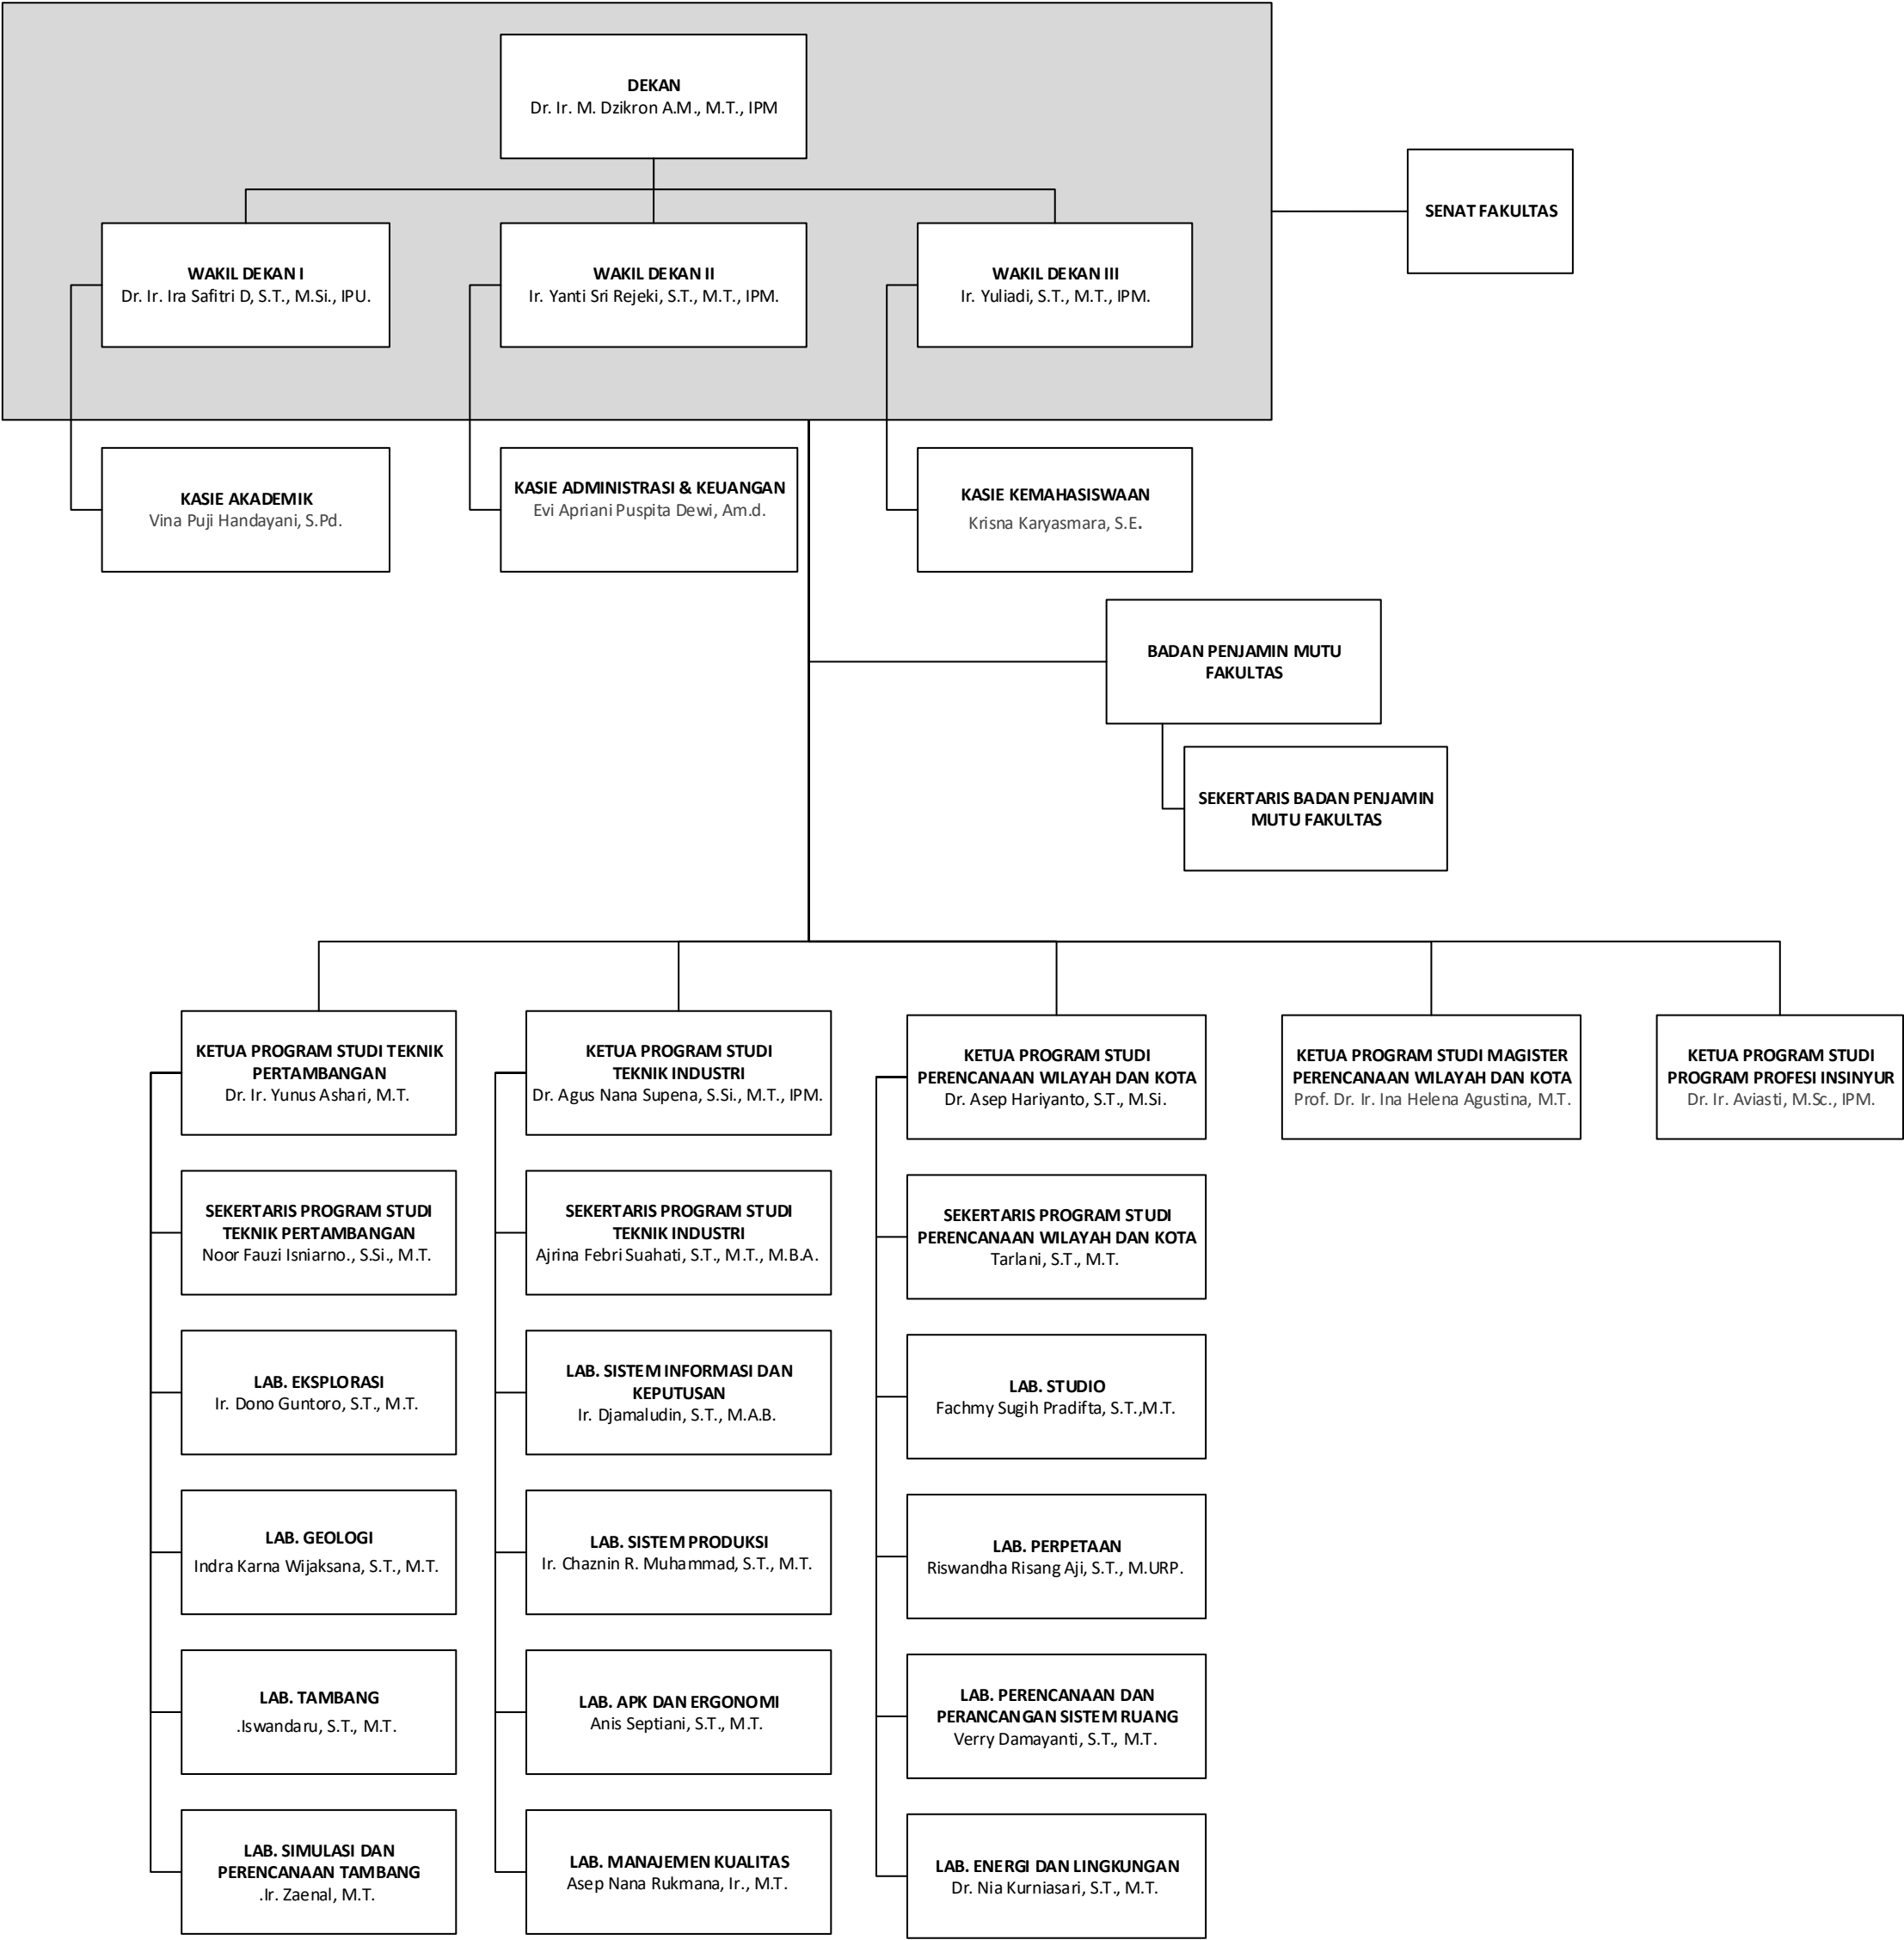 DEKAN
Dr. Ir. M. Dzikron A.M., M.T., IPM
SENAT FAKULTAS
WAKIL DEKAN I
Dr. Ir. Ira Safitri D, S.T., M.Si., IPU.
WAKIL DEKAN II
Ir. Yanti Sri Rejeki, S.T., M.T., IPM.
WAKIL DEKAN III
Ir. Yuliadi, S.T., M.T., IPM.
KASIE AKADEMIK
Vina Puji Handayani, S.Pd.
KASIE ADMINISTRASI & KEUANGAN
Evi Apriani Puspita Dewi, Am.d.
KASIE KEMAHASISWAAN
Krisna Karyasmara, S.E.
BADAN PENJAMIN MUTU
FAKULTAS
SEKERTARIS BADAN PENJAMIN
MUTU FAKULTAS
KETUA PROGRAM STUDI TEKNIK
PERTAMBANGAN
Dr. Ir. Yunus Ashari, M.T.
KETUA PROGRAM STUDI
TEKNIK INDUSTRI
Dr. Agus Nana Supena, S.Si., M.T., IPM.
KETUA PROGRAM STUDI
PERENCANAAN WILAYAH DAN KOTA
Dr. Asep Hariyanto, S.T., M.Si.
KETUA PROGRAM STUDI MAGISTER
PERENCANAAN WILAYAH DAN KOTA
Prof. Dr. Ir. Ina Helena Agustina, M.T.
KETUA PROGRAM STUDI
PROGRAM PROFESI INSINYUR
Dr. Ir. Aviasti, M.Sc., IPM.
SEKERTARIS PROGRAM STUDI
TEKNIK PERTAMBANGAN
Noor Fauzi Isniarno., S.Si., M.T.
SEKERTARIS PROGRAM STUDI
TEKNIK INDUSTRI
Ajrina Febri Suahati, S.T., M.T., M.B.A.
SEKERTARIS PROGRAM STUDI
PERENCANAAN WILAYAH DAN KOTA
Tarlani, S.T., M.T.
LAB. EKSPLORASI
Ir. Dono Guntoro, S.T., M.T.
LAB. SISTEM INFORMASI DAN
KEPUTUSAN
Ir. Djamaludin, S.T., M.A.B.
LAB. STUDIO
Fachmy Sugih Pradifta, S.T.,M.T.
LAB. GEOLOGI
Indra Karna Wijaksana, S.T., M.T.
LAB. SISTEM PRODUKSI
Ir. Chaznin R. Muhammad, S.T., M.T.
LAB. PERPETAAN
Riswandha Risang Aji, S.T., M.URP.
LAB. TAMBANG
.Iswandaru, S.T., M.T.
LAB. APK DAN ERGONOMI
Anis Septiani, S.T., M.T.
LAB. PERENCANAAN DAN
PERANCANGAN SISTEM RUANG
Verry Damayanti, S.T., M.T.
LAB. SIMULASI DAN
PERENCANAAN TAMBANG
.Ir. Zaenal, M.T.
LAB. MANAJEMEN KUALITAS
Asep Nana Rukmana, Ir., M.T.
LAB. ENERGI DAN LINGKUNGAN
Dr. Nia Kurniasari, S.T., M.T.